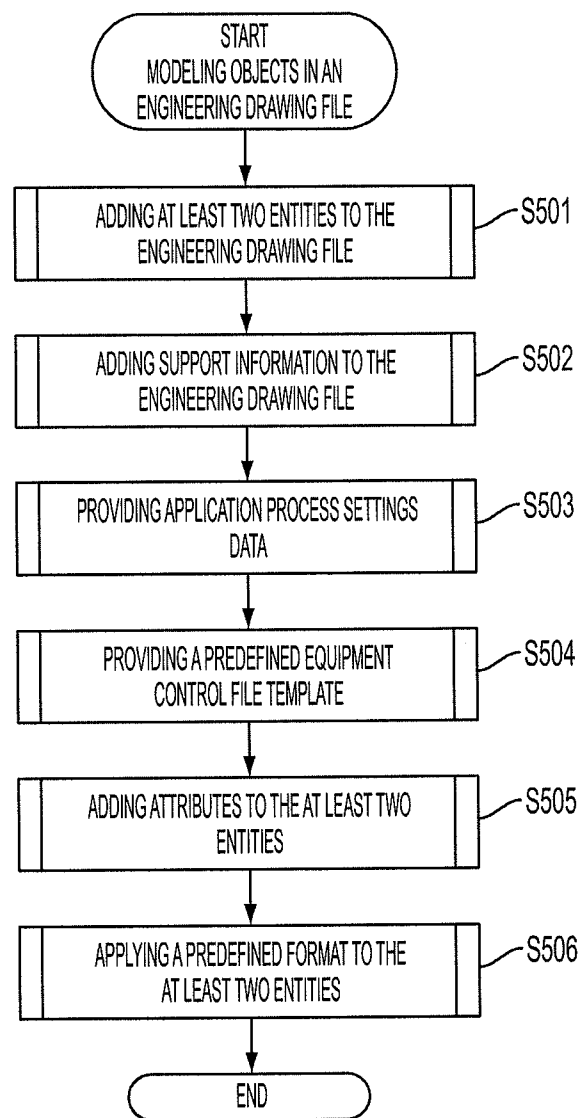 START
MODELING OBJECTS IN AN
ENGINEERING DRAWING FILE
ADDING AT LEAST TWO ENTITIES TO THE
ENGINEERING DRAWING FILE
S501
ADDING SUPPORT INFORMATION TO THE
ENGINEERING DRAWING FILE
S502
PROVIDING APPLICATION PROCESS SETTINGS
DATA
S503
PROVIDING A PREDEFINED EQUIPMENT
CONTROL FILE TEMPLATE
S504
ADDING ATTRIBUTES TO THE AT LEAST TWO
ENTITIES
S505
APPLYING A PREDEFINED FORMAT TO THE
AT LEAST TWO ENTITIES
S506
END